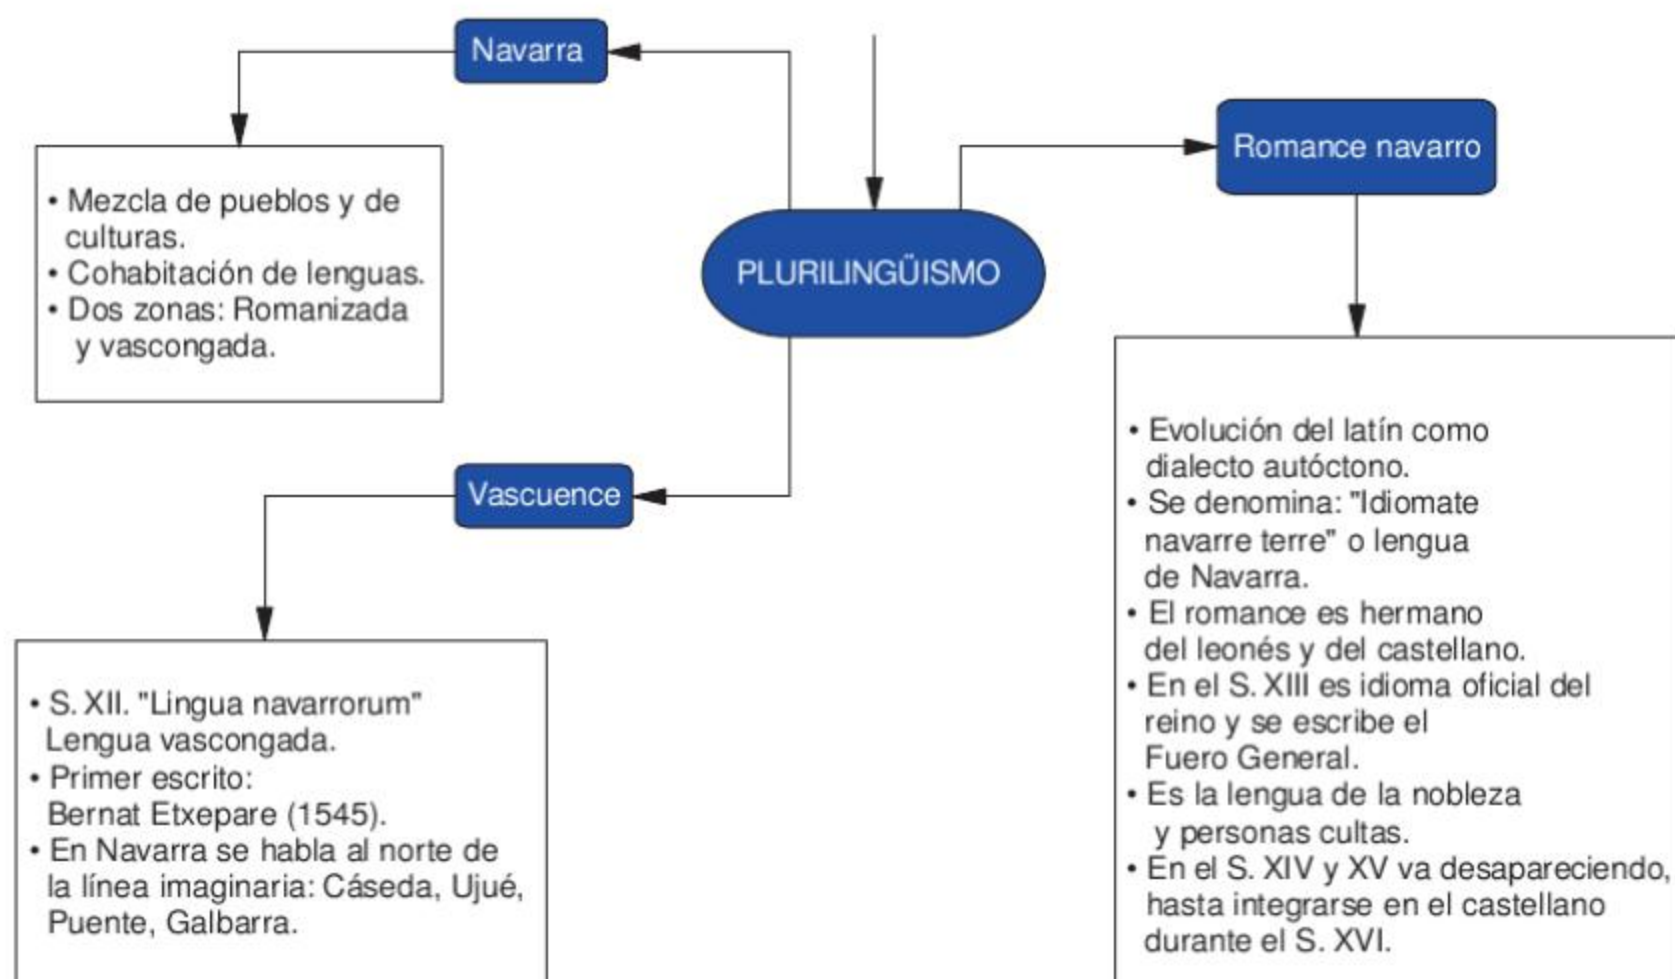 Navarra
• Mezcla de pueblos y de
culturas.
• Cohabitación de lenguas.
• Dos zonas: Romanizada
y vascongada.
PLURILINGÜISMO
Romance navarro
• Evolución del latín como
dialecto autóctono.
• Se denomina: "Idiomate
navarre terre" o lengua
de Navarra.
• El romance es hermano
del leonés y del castellano.
• En el S. XIII es idioma oficial del
reino y se escribe el
Fuero General.
• Es la lengua de la nobleza
y personas cultas.
• En el S. XIV y XV va desapareciendo,
hasta integrarse en el castellano
durante el S. XVI.
Vascuence
• S. XII. "Lingua navarrorum"
Lengua vascongada.
• Primer escrito:
Bernat Etxepare (1545).
• En Navarra se habla al norte de
la línea imaginaria: Cáseda, Ujué,
Puente, Galbarra.